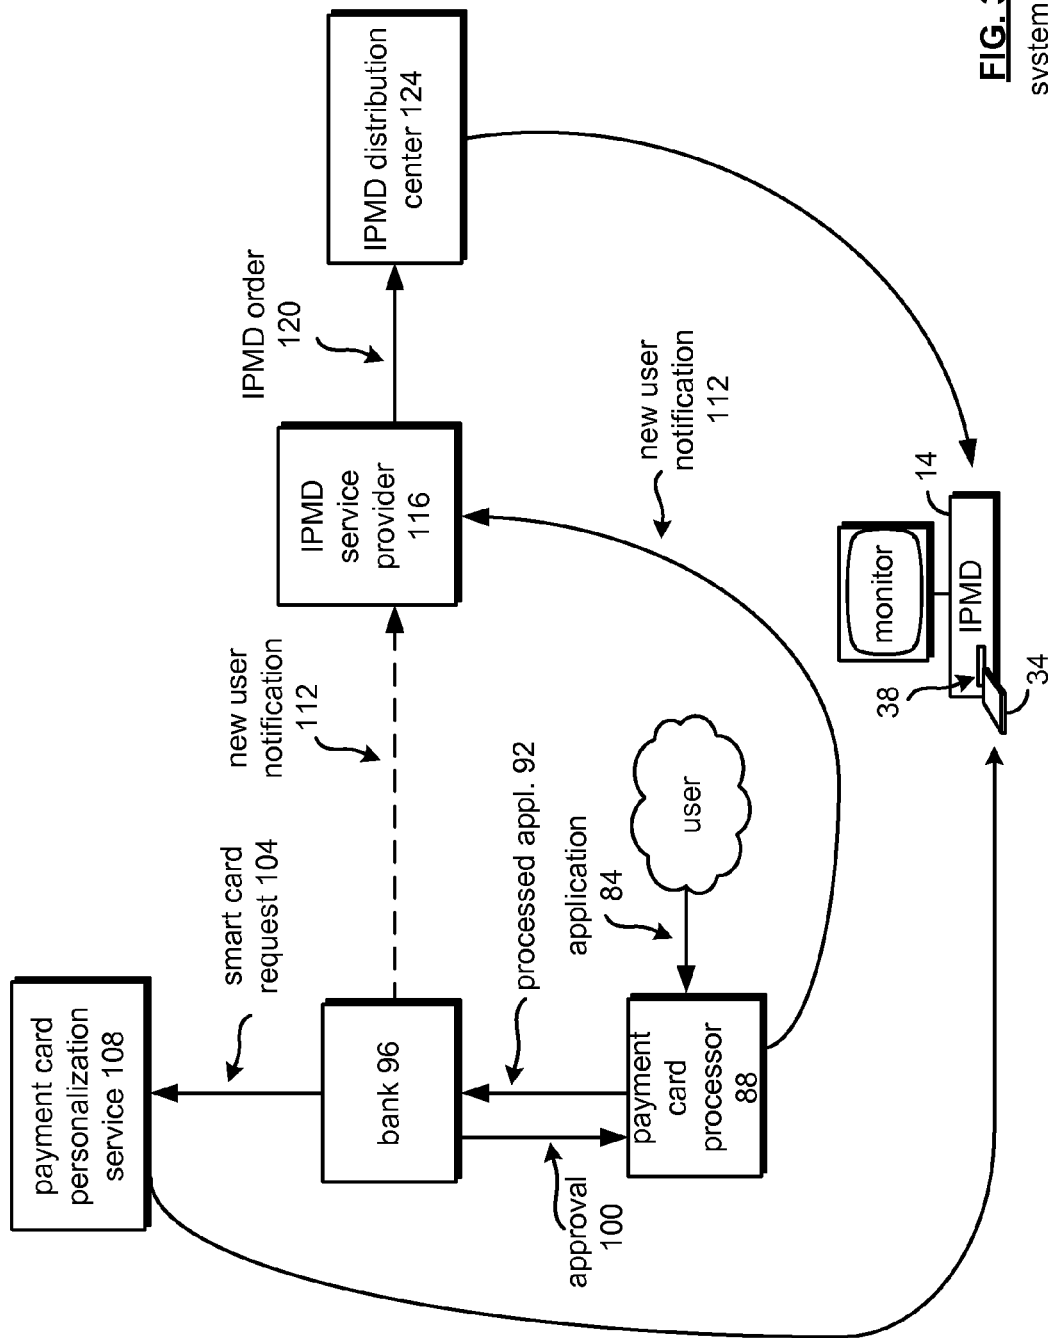 payment card
personalization
service 108
smart card
request 104
new user
notification
112
IPMD order
120
bank 96
IPMD
service
provider
116
IPMD distribution
center 124
approval
100
processed appl. 92
application
84
payment
card
processor
88
user
new user
notification
112
monitor
IPMD
14
38
34
FIG. 3
system